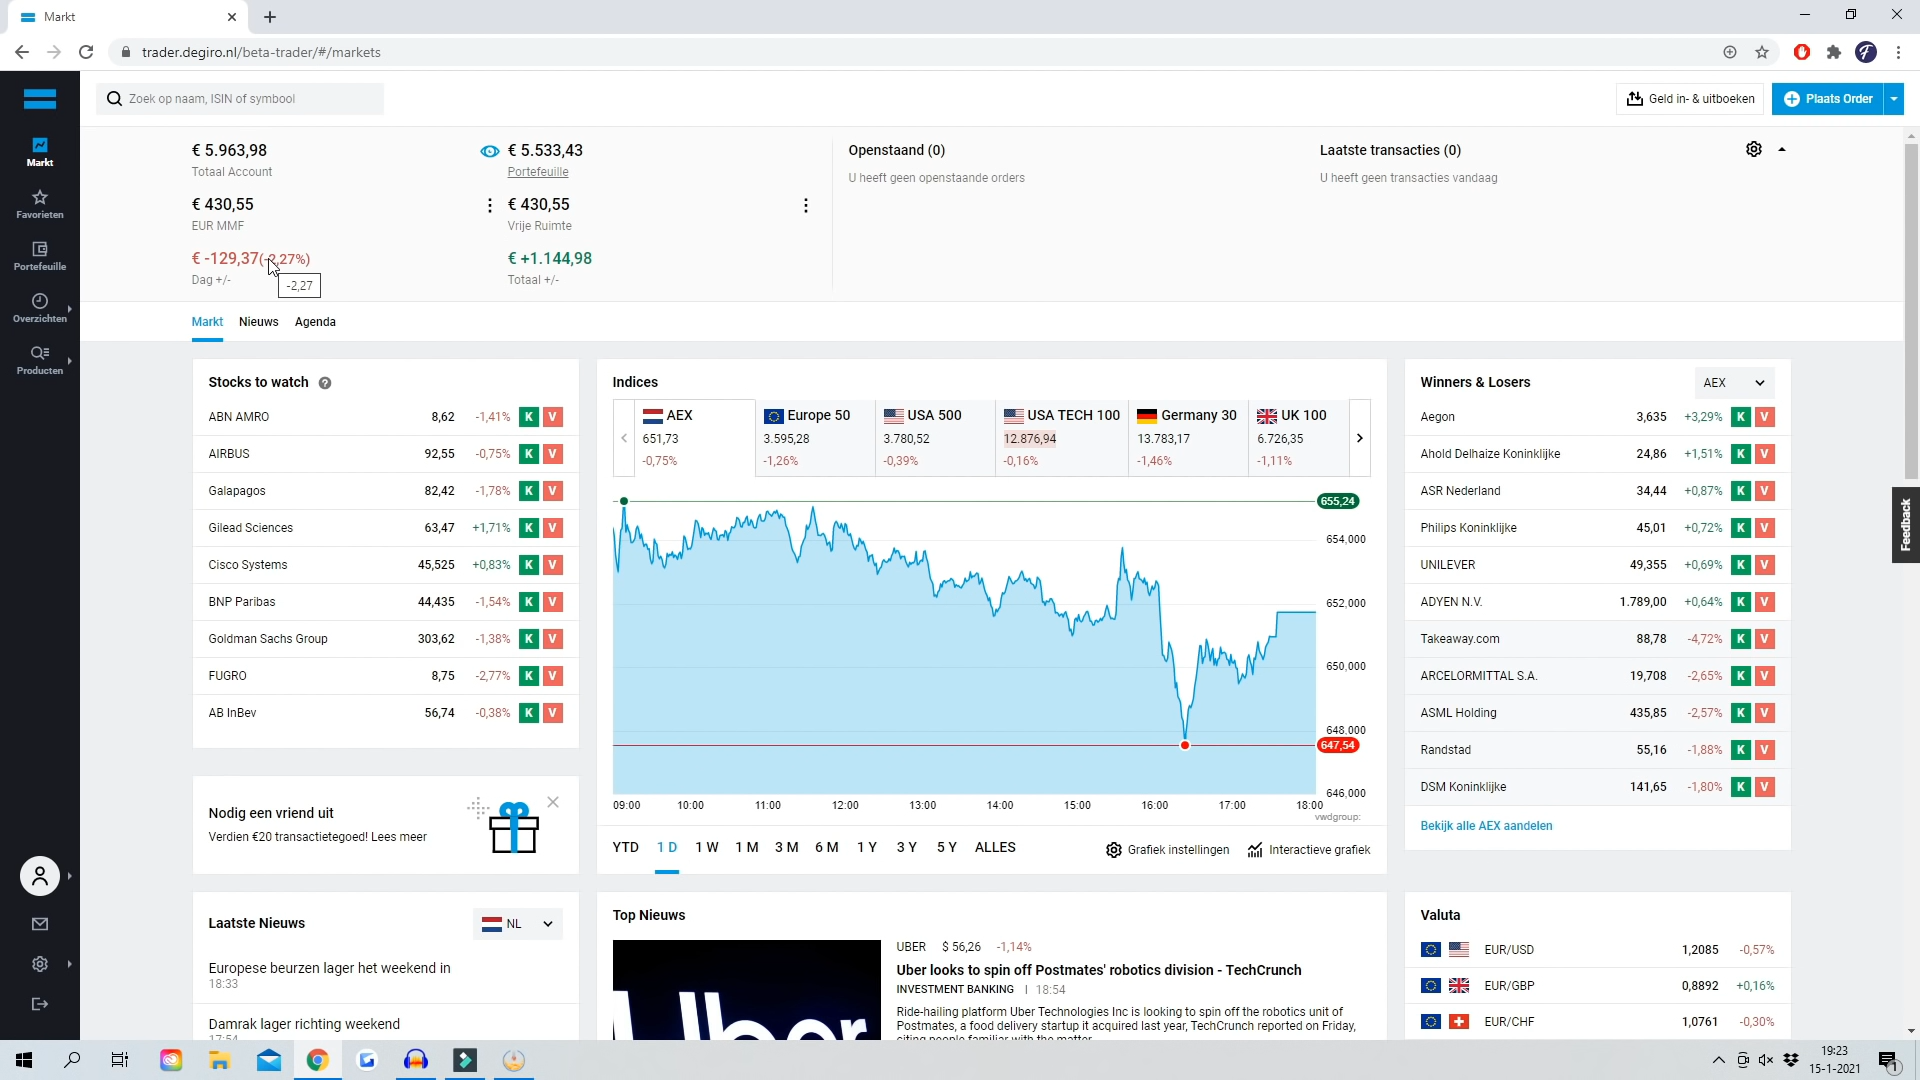 Markt
trader.degiro.nl/beta-trader/#/markets
Zoek op naam, ISIN of symbool
Geld in- & uitboeken
Plaats Order
Markt
Favorieten
Portefeuille
Overzichten
Producten
€ 5.963,98
Totaal Account
€ 5.533,43
Portefeuille
€ 430,55
EUR MMF
€ 430,55
Vrije Ruimte
€ -129,37(-2,27%)
Dag +/-
-2,27
€ +1.144,98
Totaal +/-
Openstaand (0)
U heeft geen openstaande orders
Laatste transacties (0)
U heeft geen transacties vandaag
Markt Nieuws Agenda
Stocks to watch ?
ABN AMRO 8,62 -1,41% K V
AIRBUS 92,55 -0,75% K V
Galapagos 82,42 -1,78% K V
Gilead Sciences 63,47 +1,71% K V
Cisco Systems 45,525 +0,83% K V
BNP Paribas 44,435 -1,54% K V
Goldman Sachs Group 303,62 -1,38% K V
FUGRO 8,75 -2,77% K V
AB InBev 56,74 -0,38% K V
Nodig een vriend uit
Verdien €20 transactietegoed! Lees meer
Laatste Nieuws NL
Europese beurzen lager het weekend in
18:33
Damrak lager richting weekend
17:54
Indices
AEX
651,73
-0,75%
Europe 50
3.595,28
-1,26%
USA 500
3.780,52
-0,39%
USA TECH 100
12.876,94
-0,16%
Germany 30
13.783,17
-1,46%
UK 100
6.726,35
-1,11%
655,24
654,000
652,000
650,000
648,000
647,54
646,000
09:00 10:00 11:00 12:00 13:00 14:00 15:00 16:00 17:00 18:00
vwdgroup:
YTD 1 D 1 W 1 M 3 M 6 M 1 Y 3 Y 5 Y ALLES
Grafiek instellingen
Interactieve grafiek
Top Nieuws
Uber
UBER $ 56,26 -1,14%
Uber looks to spin off Postmates' robotics division - TechCrunch
INVESTMENT BANKING | 18:54
Ride-hailing platform Uber Technologies Inc is looking to spin off the robotics unit of
Postmates, a food delivery startup it acquired last year, TechCrunch reported on Friday,
citing people familiar with the matter.
Winners & Losers AEX
Aegon 3,635 +3,29% K V
Ahold Delhaize Koninklijke 24,86 +1,51% K V
ASR Nederland 34,44 +0,87% K V
Philips Koninklijke 45,01 +0,72% K V
UNILEVER 49,355 +0,69% K V
ADYEN N.V. 1.789,00 +0,64% K V
Takeaway.com 88,78 -4,72% K V
ARCELORMITTAL S.A. 19,708 -2,65% K V
ASML Holding 435,85 -2,57% K V
Randstad 55,16 -1,88% K V
DSM Koninklijke 141,65 -1,80% K V
Bekijk alle AEX aandelen
Valuta
EUR/USD 1,2085 -0,57%
EUR/GBP 0,8892 +0,16%
EUR/CHF 1,0761 -0,30%
Feedback
19:23
15-1-2021
1